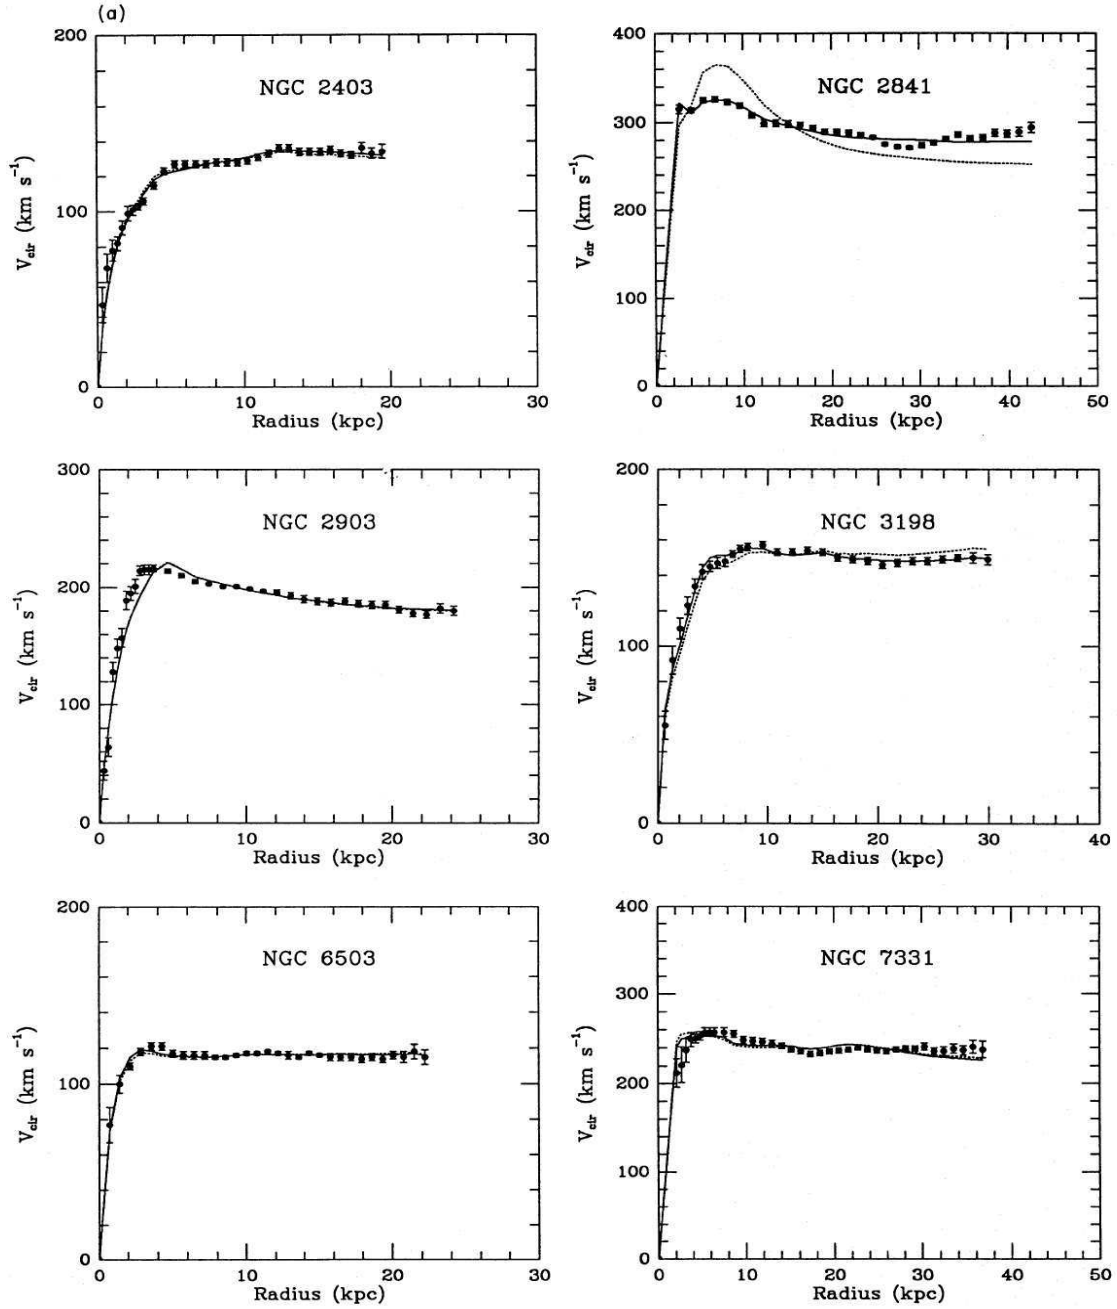 (a)
200
NGC 2403
100
0
0 10 20 30
Radius (kpc)
V_cir (km s⁻¹)
400
NGC 2841
300
200
100
0
0 10 20 30 40 50
Radius (kpc)
V_cir (km s⁻¹)
300
NGC 2903
200
100
0
0 10 20 30
Radius (kpc)
V_cir (km s⁻¹)
200
NGC 3198
100
0
0 10 20 30 40
Radius (kpc)
V_cir (km s⁻¹)
200
NGC 6503
100
0
0 10 20 30
Radius (kpc)
V_cir (km s⁻¹)
400
NGC 7331
300
200
100
0
0 10 20 30 40 50
Radius (kpc)
V_cir (km s⁻¹)